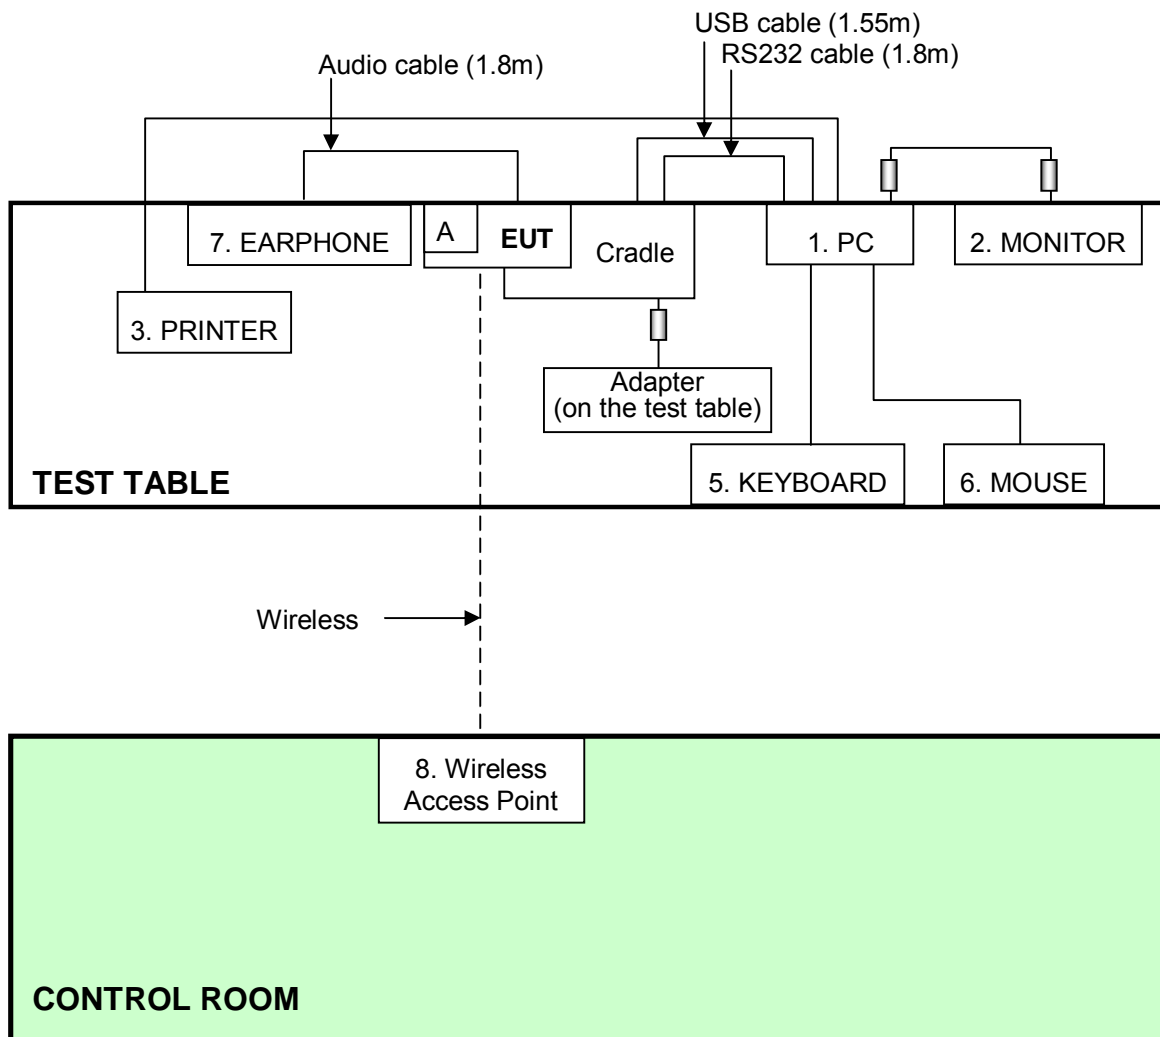 USB cable (1.55m)
RS232 cable (1.8m)
Audio cable (1.8m)
7. EARPHONE
A
EUT
Cradle
1. PC
2. MONITOR
3. PRINTER
Adapter
(on the test table)
TEST TABLE
5. KEYBOARD
6. MOUSE
Wireless
8. Wireless
Access Point
CONTROL ROOM